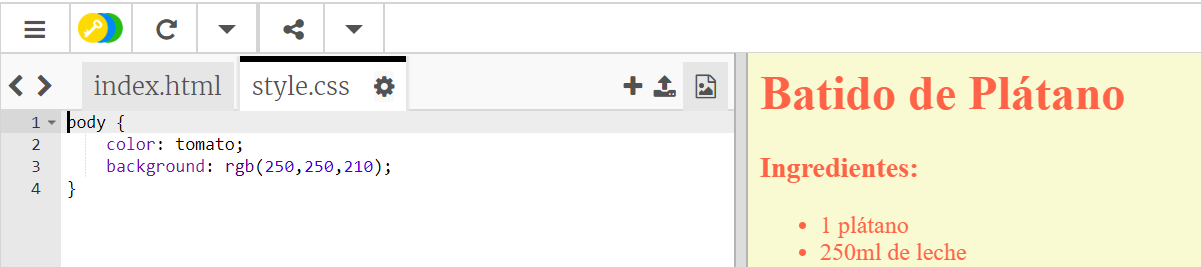 index.html
style.css
1 body {
2 color: tomato;
3 background: rgb(250,250,210);
4 }
Batido de Plátano
Ingredientes:
• 1 plátano
• 250ml de leche